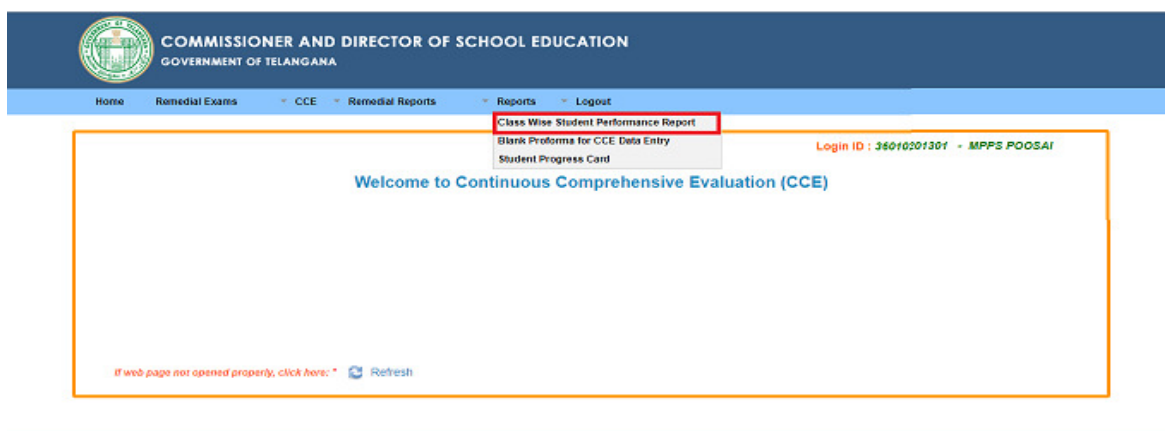 COMMISSIONER AND DIRECTOR OF SCHOOL EDUCATION
GOVERNMENT OF TELANGANA
Home Remedial Exams CCE Remedial Reports Reports Logout
Class Wise Student Performance Report
Blank Proforma for CCE Data Entry
Student Progress Card
Login ID : 36010201301 - MPPS POOSAI
Welcome to Continuous Comprehensive Evaluation (CCE)
If web page not opened properly, click here: * Refresh